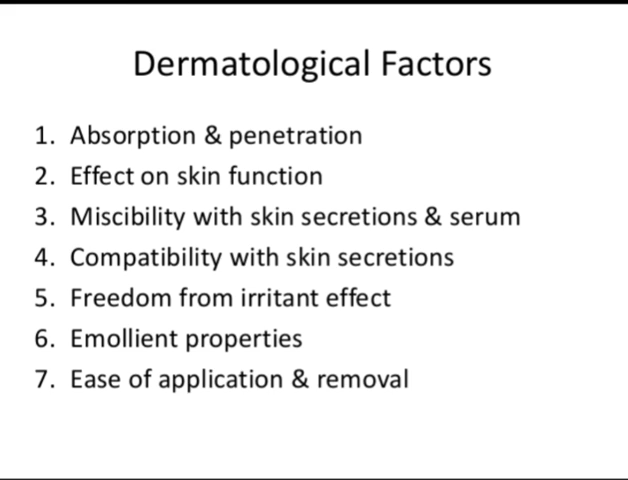 Dermatological Factors
1. Absorption & penetration
2. Effect on skin function
3. Miscibility with skin secretions & serum
4. Compatibility with skin secretions
5. Freedom from irritant effect
6. Emollient properties
7. Ease of application & removal